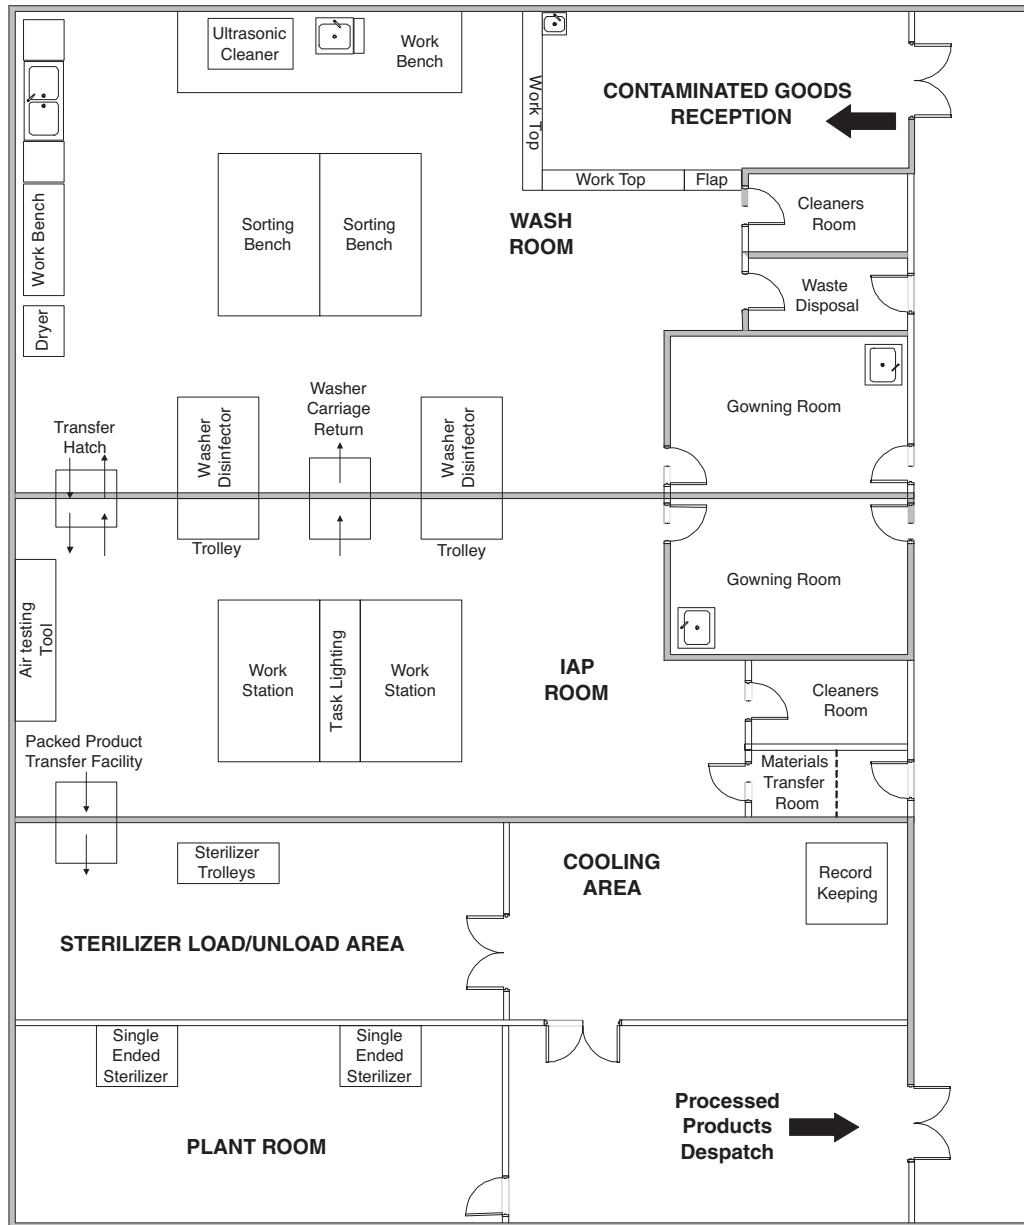 Ultrasonic
Cleaner
Work
Bench
Work Top
CONTAMINATED GOODS
RECEPTION
Work Top
Flap
Cleaners
Room
Work Bench
Sorting
Bench
Sorting
Bench
WASH
ROOM
Waste
Disposal
Dryer
Gowning Room
Transfer
Hatch
Washer
Disinfector
Washer
Carriage
Return
Washer
Disinfector
Trolley
Trolley
Gowning Room
Air testing
Tool
Work
Station
Task Lighting
Work
Station
IAP
ROOM
Cleaners
Room
Packed Product
Transfer Facility
Materials
Transfer
Room
Sterilizer
Trolleys
COOLING
AREA
Record
Keeping
STERILIZER LOAD/UNLOAD AREA
Single
Ended
Sterilizer
Single
Ended
Sterilizer
Processed
Products
Despatch
PLANT ROOM